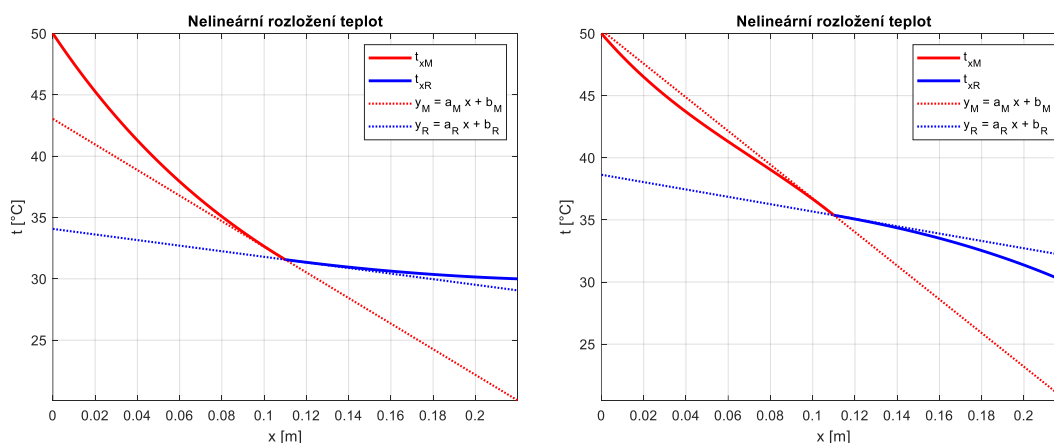 Nelineární rozložení teplot
t [°C]
50
45
40
35
30
25
t_xM
t_xR
y_M = a_M x + b_M
y_R = a_R x + b_R
0 0.02 0.04 0.06 0.08 0.1 0.12 0.14 0.16 0.18 0.2
x [m]
Nelineární rozložení teplot
t [°C]
50
45
40
35
30
25
t_xM
t_xR
y_M = a_M x + b_M
y_R = a_R x + b_R
0 0.02 0.04 0.06 0.08 0.1 0.12 0.14 0.16 0.18 0.2
x [m]